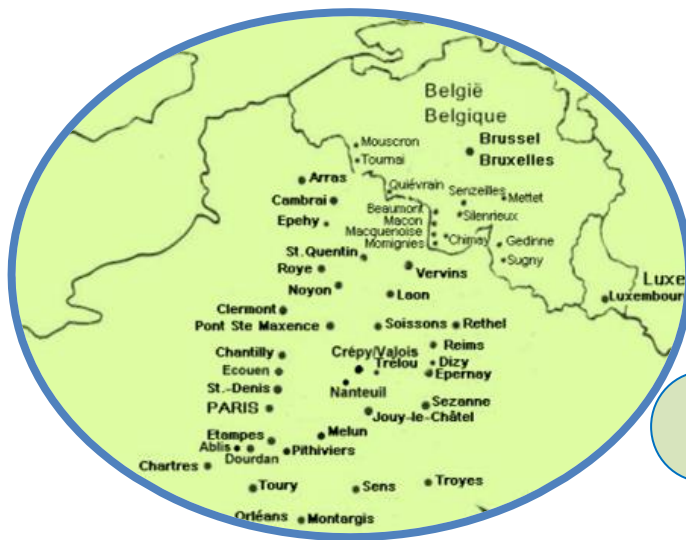 België
Belgique
Brussel
Bruxelles
Mouscron
Tournai
Arras
Quiévrain
Senzeilles
Mettet
Cambrai
Beaumont
Silenrieux
Epehy
Macon
Macquenoise
Chimay
Momignies
Gedinne
St.Quentin
Sugny
Roye
Vervins
Luxe
Noyon
Laon
Luxembour
Clermont
Pont Ste Maxence
Soissons
Rethel
Reims
Chantilly
Crépy/Valois
Trélou
Dizy
Ecouen
Epernay
St.-Denis
Nanteuil
PARIS
Sezanne
Jouy-le-Châtel
Etampes
Melun
Ablis
Pithiviers
Dourdan
Chartres
Toury
Sens
Troyes
Orléans
Montargis